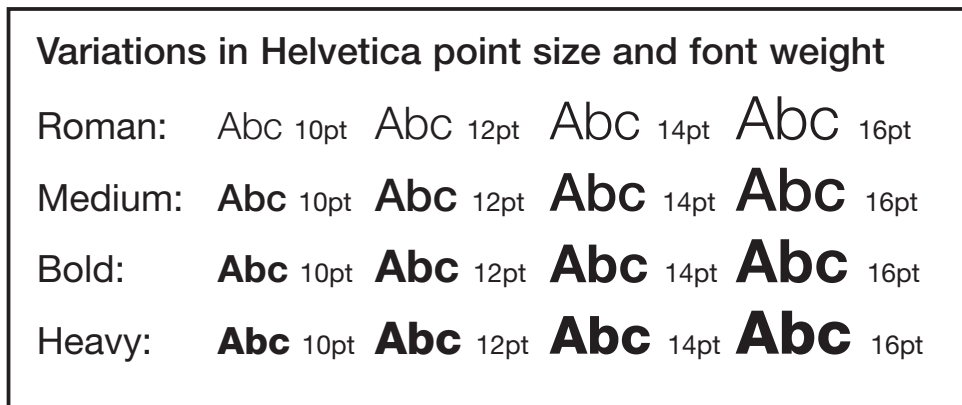 Variations in Helvetica point size and font weight
Roman: Abc 10pt Abc 12pt Abc 14pt Abc 16pt
Medium: Abc 10pt Abc 12pt Abc 14pt Abc 16pt
Bold: Abc 10pt Abc 12pt Abc 14pt Abc 16pt
Heavy: Abc 10pt Abc 12pt Abc 14pt Abc 16pt